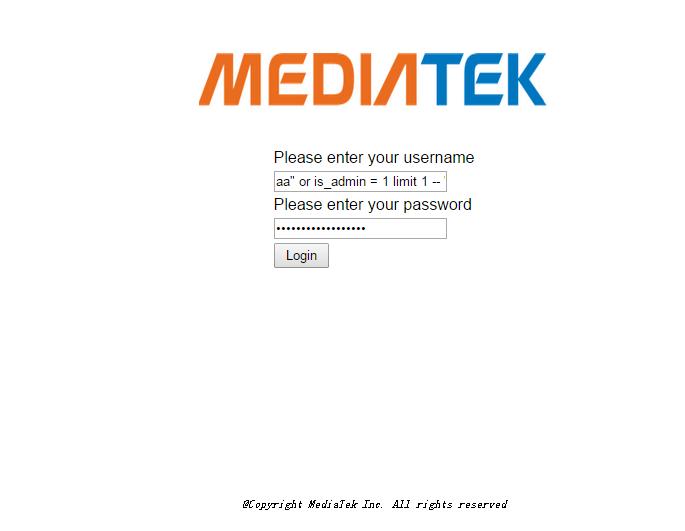 MEDIATEK
Please enter your username
aa" or is_admin = 1 limit 1 --
Please enter your password
••••••••••••••••••
Login
@Copyright MediaTek Inc. All rights reserved